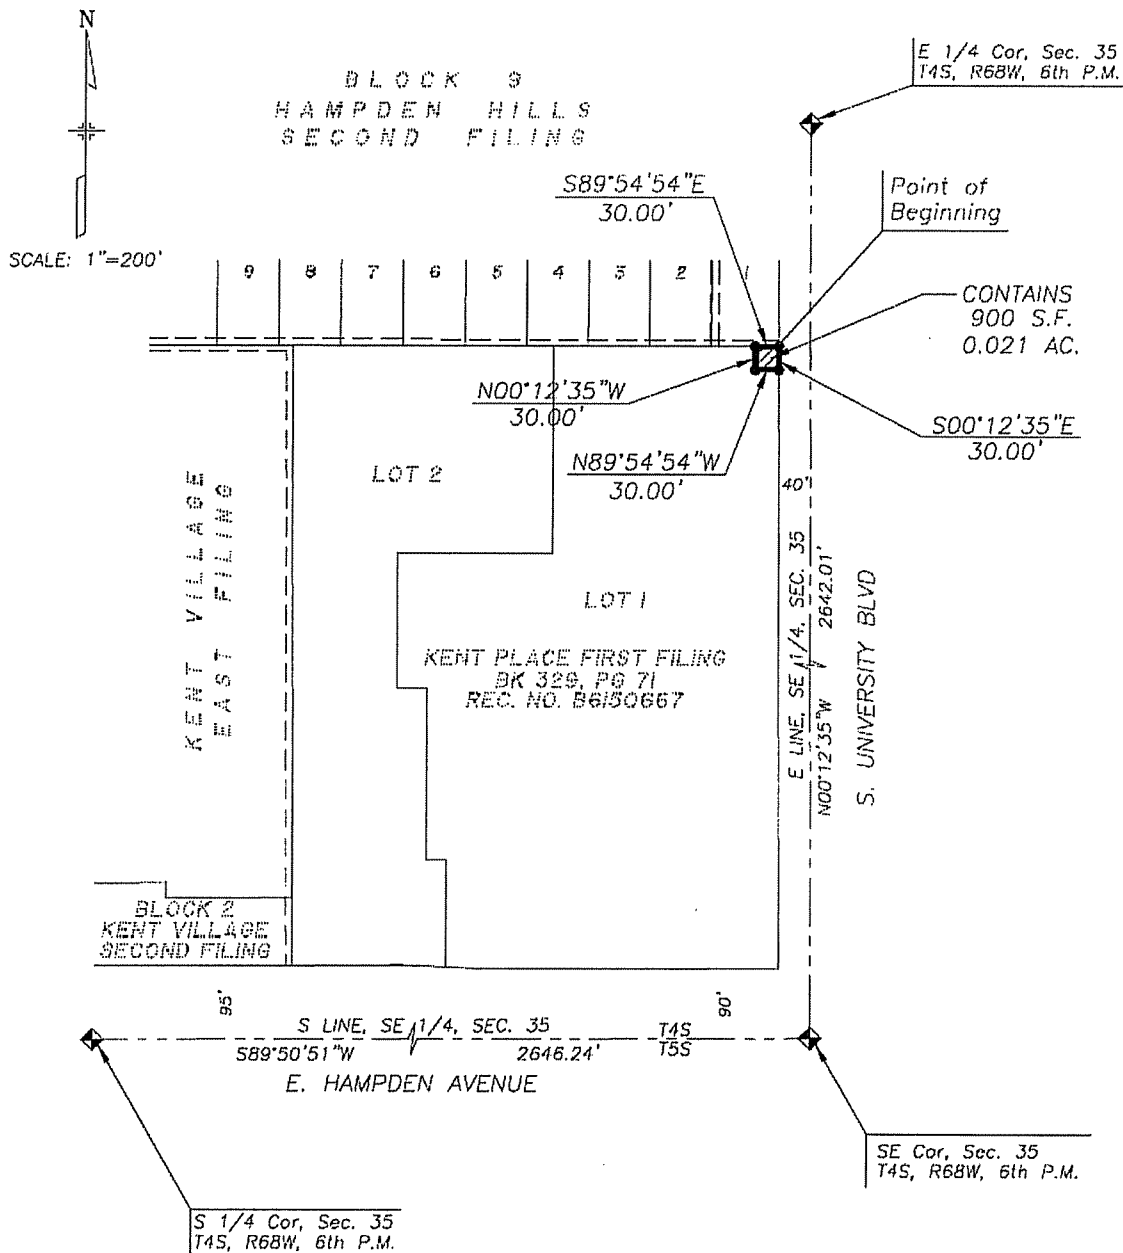 N
SCALE: 1"=200'
BLOCK 9
HAMPDEN HILLS
SECOND FILING
E 1/4 Cor, Sec. 35
T4S, R68W, 6th P.M.
S89°54'54"E
30.00'
Point of
Beginning
9 8 7 6 5 4 3 2 1
CONTAINS
900 S.F.
0.021 AC.
N00°12'35"W
30.00'
S00°12'35"E
30.00'
N89°54'54"W
30.00'
LOT 2
40'
KENT VILLAGE
EAST FILING
LOT 1
KENT PLACE FIRST FILING
BK 329, PG 71
REC. NO. B6150667
E LINE, SE 1/4, SEC. 35
N00°12'35"W 2642.01'
S. UNIVERSITY BLVD
BLOCK 2
KENT VILLAGE
SECOND FILING
95'
90'
S LINE, SE 1/4, SEC. 35
T4S
S89°50'51"W 2646.24'
T5S
E. HAMPDEN AVENUE
SE Cor, Sec. 35
T4S, R68W, 6th P.M.
S 1/4 Cor, Sec. 35
T4S, R68W, 6th P.M.